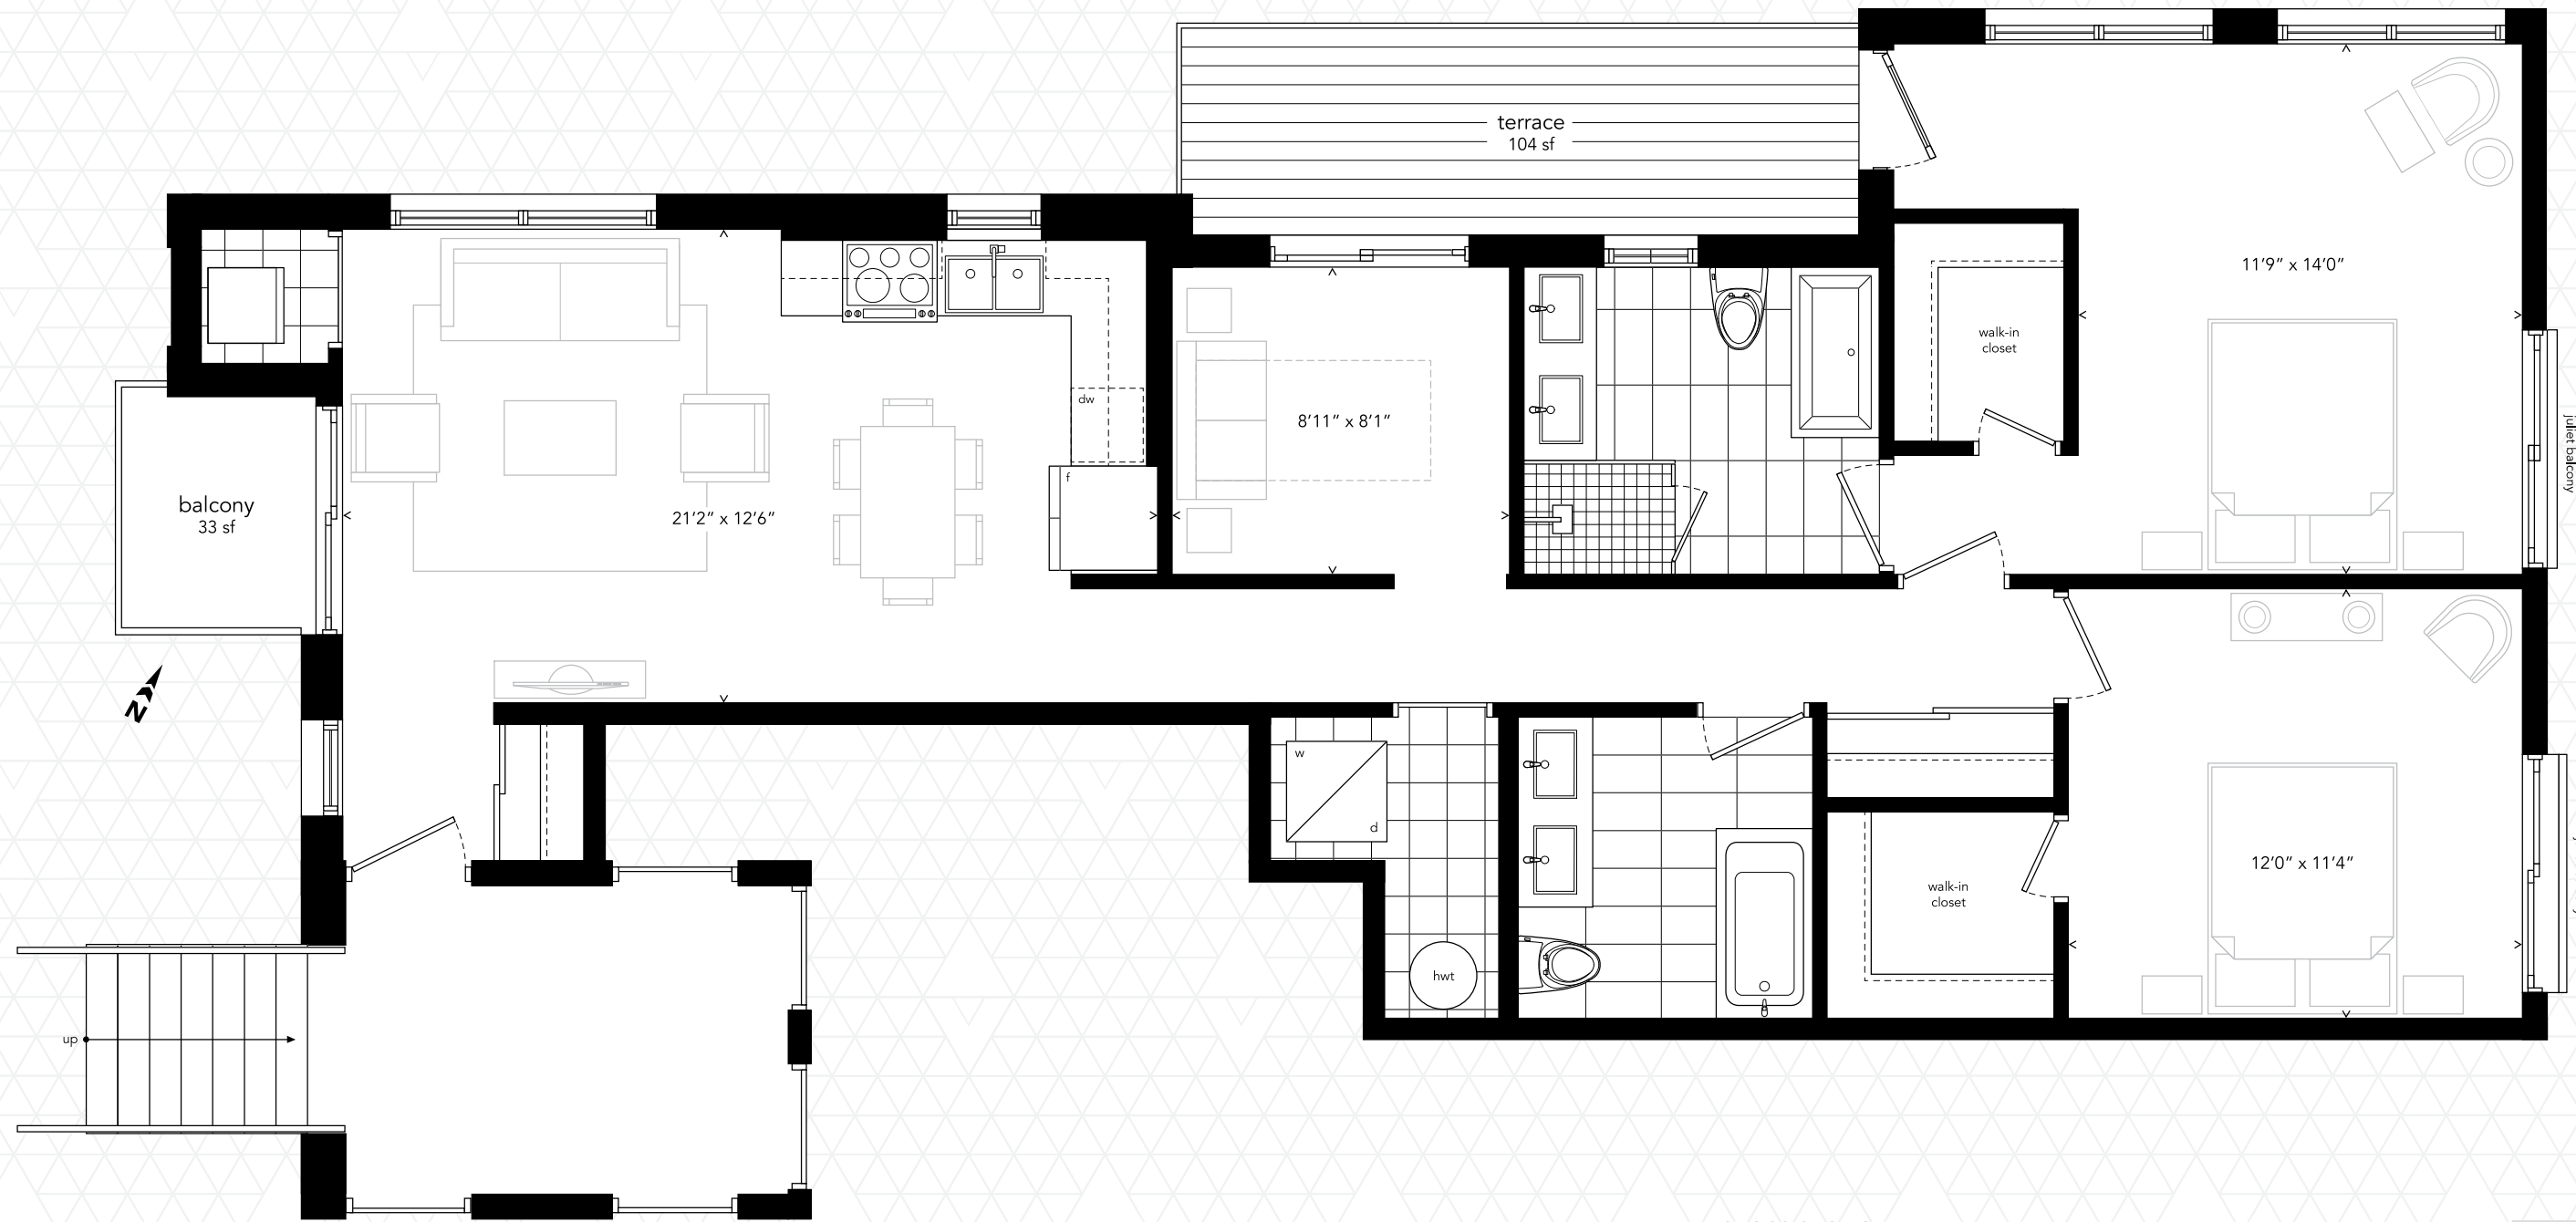 terrace
104 sf
11'9" x 14'0"
walk-in
closet
juliet balcony
dw
f
8'11" x 8'1"
balcony
33 sf
21'2" x 12'6"
N
w
d
walk-in
closet
12'0" x 11'4"
hwt
up